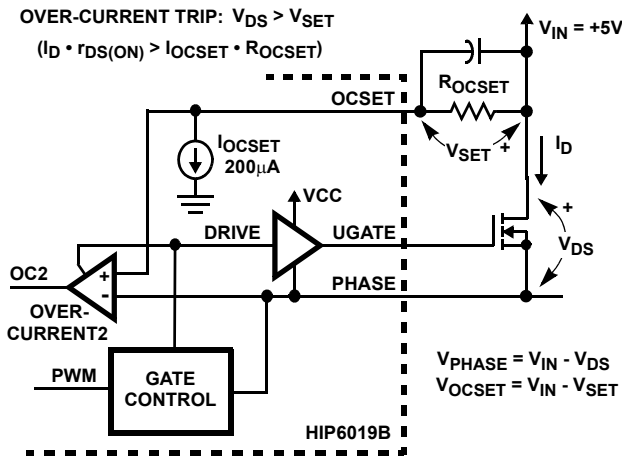 OVER-CURRENT TRIP: VDS > VSET
(ID • rDS(ON) > IOCSET • ROCSET)
VIN = +5V
OCSET
ROCSET
IOCSET
200µA
VSET +
ID
VCC
DRIVE
UGATE
+
VDS
OC2
+
-
PHASE
OVER-
CURRENT2
PWM
GATE
CONTROL
VPHASE = VIN - VDS
VOCSET = VIN - VSET
HIP6019B